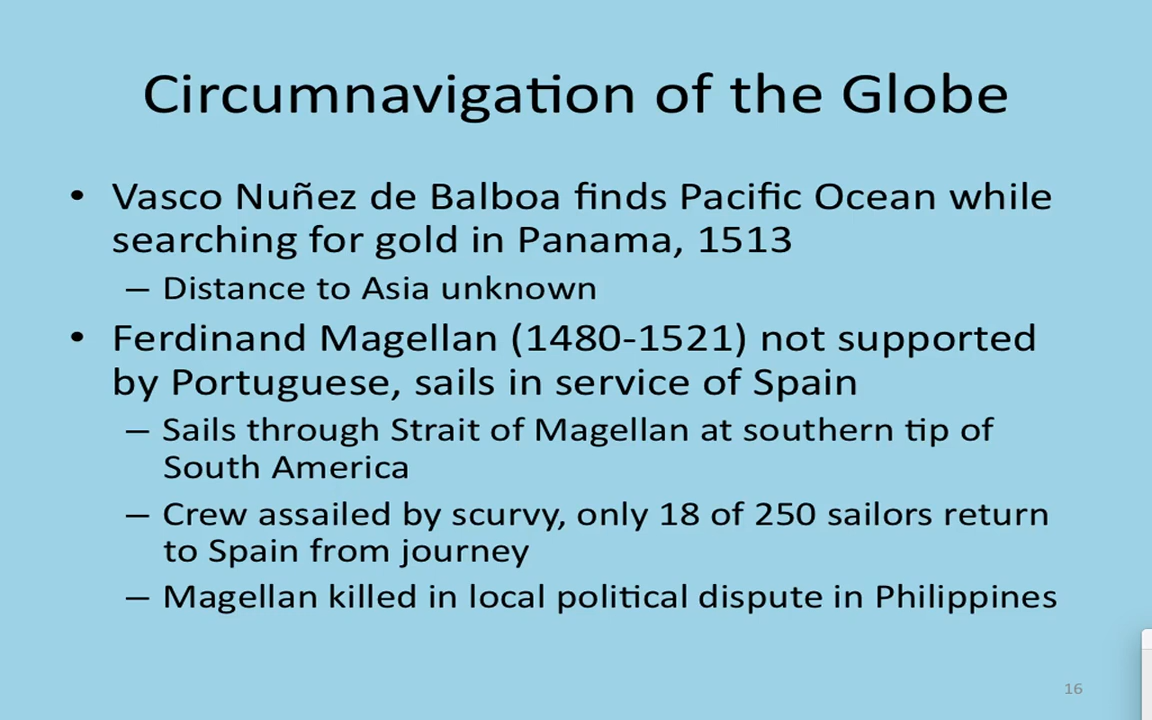 Circumnavigation of the Globe
• Vasco Nuñez de Balboa finds Pacific Ocean while
searching for gold in Panama, 1513
– Distance to Asia unknown
• Ferdinand Magellan (1480-1521) not supported
by Portuguese, sails in service of Spain
– Sails through Strait of Magellan at southern tip of
South America
– Crew assailed by scurvy, only 18 of 250 sailors return
to Spain from journey
– Magellan killed in local political dispute in Philippines
16